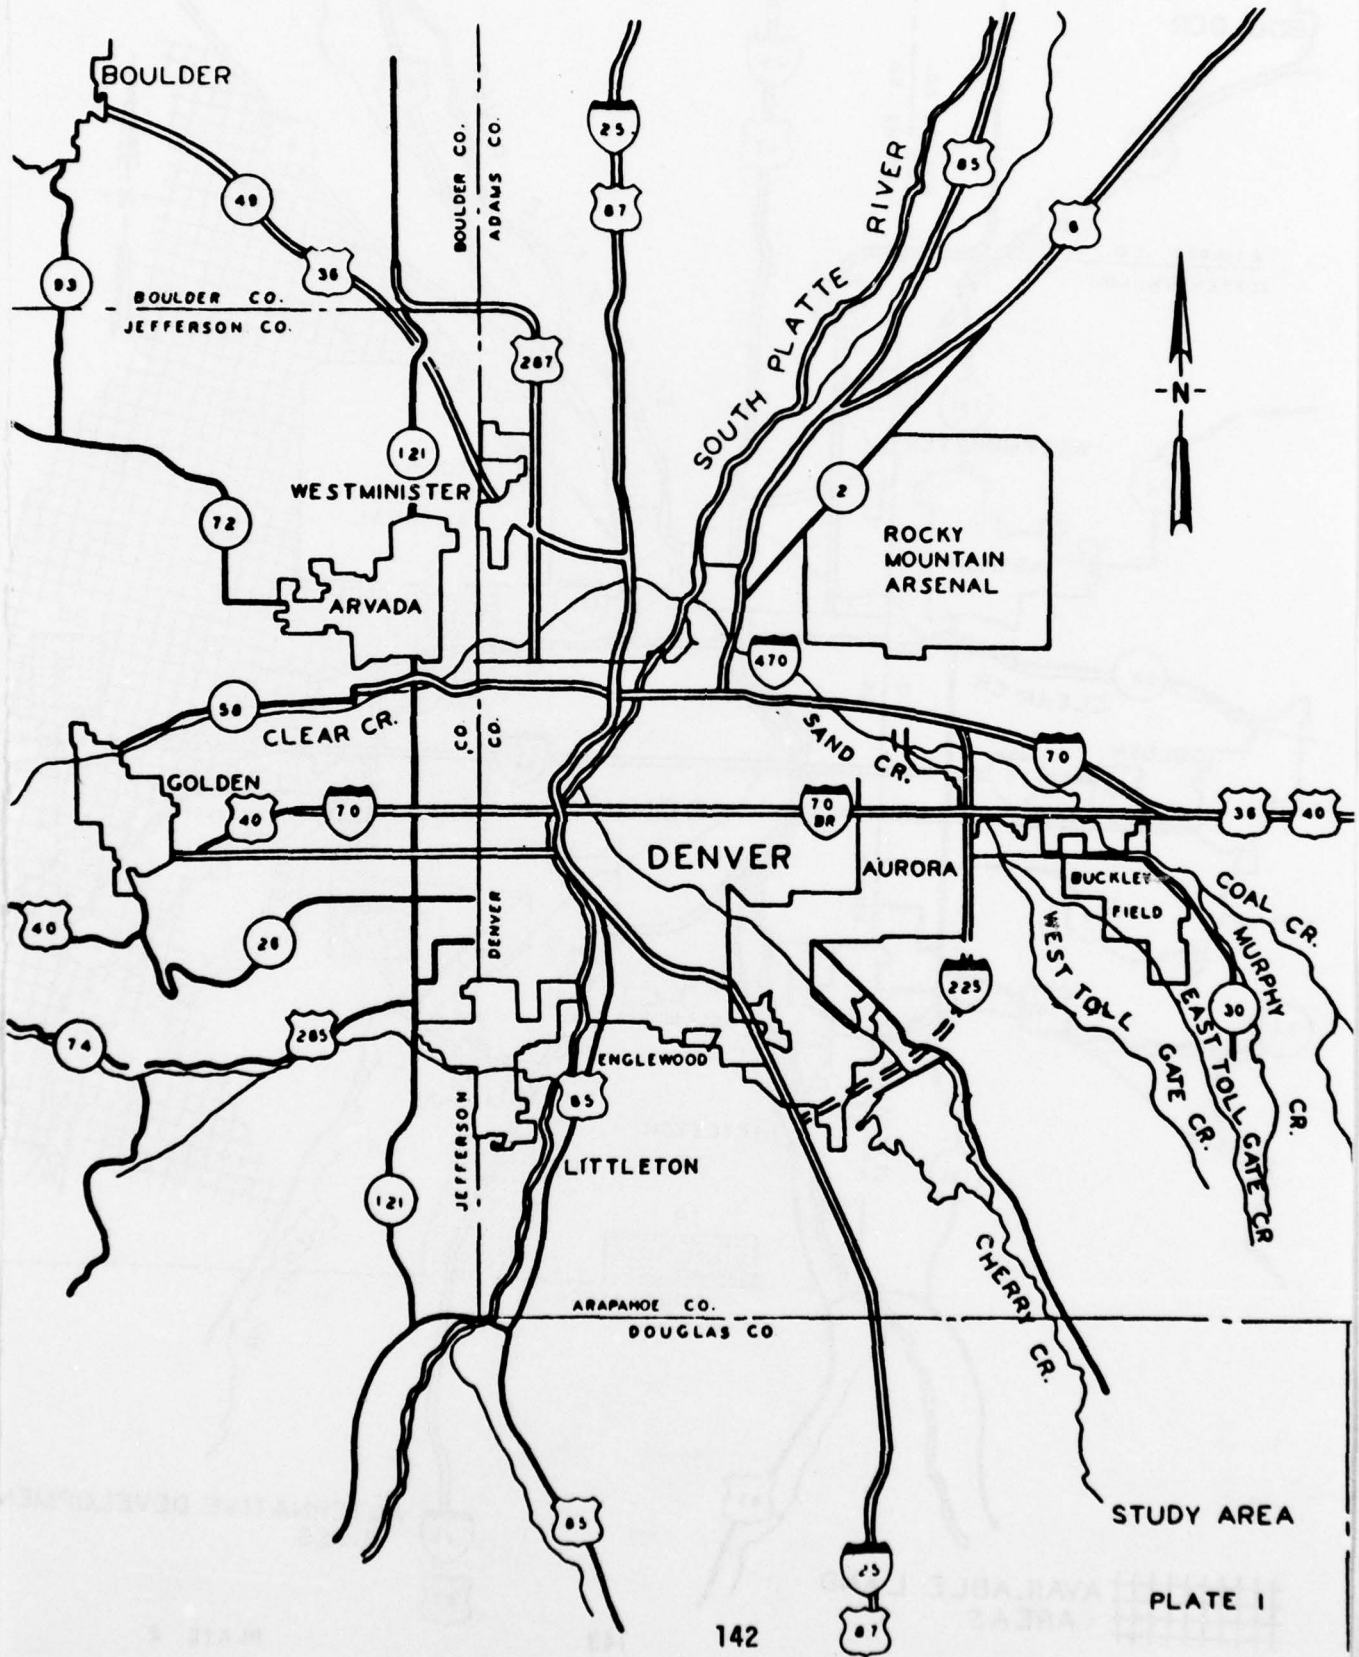 BOULDER
25
87
85
6
49
36
93
BOULDER CO.
ADAMS CO.
BOULDER CO.
JEFFERSON CO.
287
SOUTH PLATTE RIVER
-N-
121
WESTMINISTER
72
2
ROCKY
MOUNTAIN
ARSENAL
ARVADA
470
58
CLEAR CR.
CO.
CO.
SAND CR.
70
GOLDEN
40
70
70
BR
36
40
DENVER
AURORA
BUCKLEY
FIELD
COAL CR.
MURPHY CR.
40
26
DENVER
WEST TOLL GATE CR.
225
EAST TOLL GATE CR
30
74
285
ENGLEWOOD
85
JEFFERSON
LITTLETON
121
CHERRY CR.
ARAPAHOE CO.
DOUGLAS CO
85
25
87
STUDY AREA
PLATE 1
142